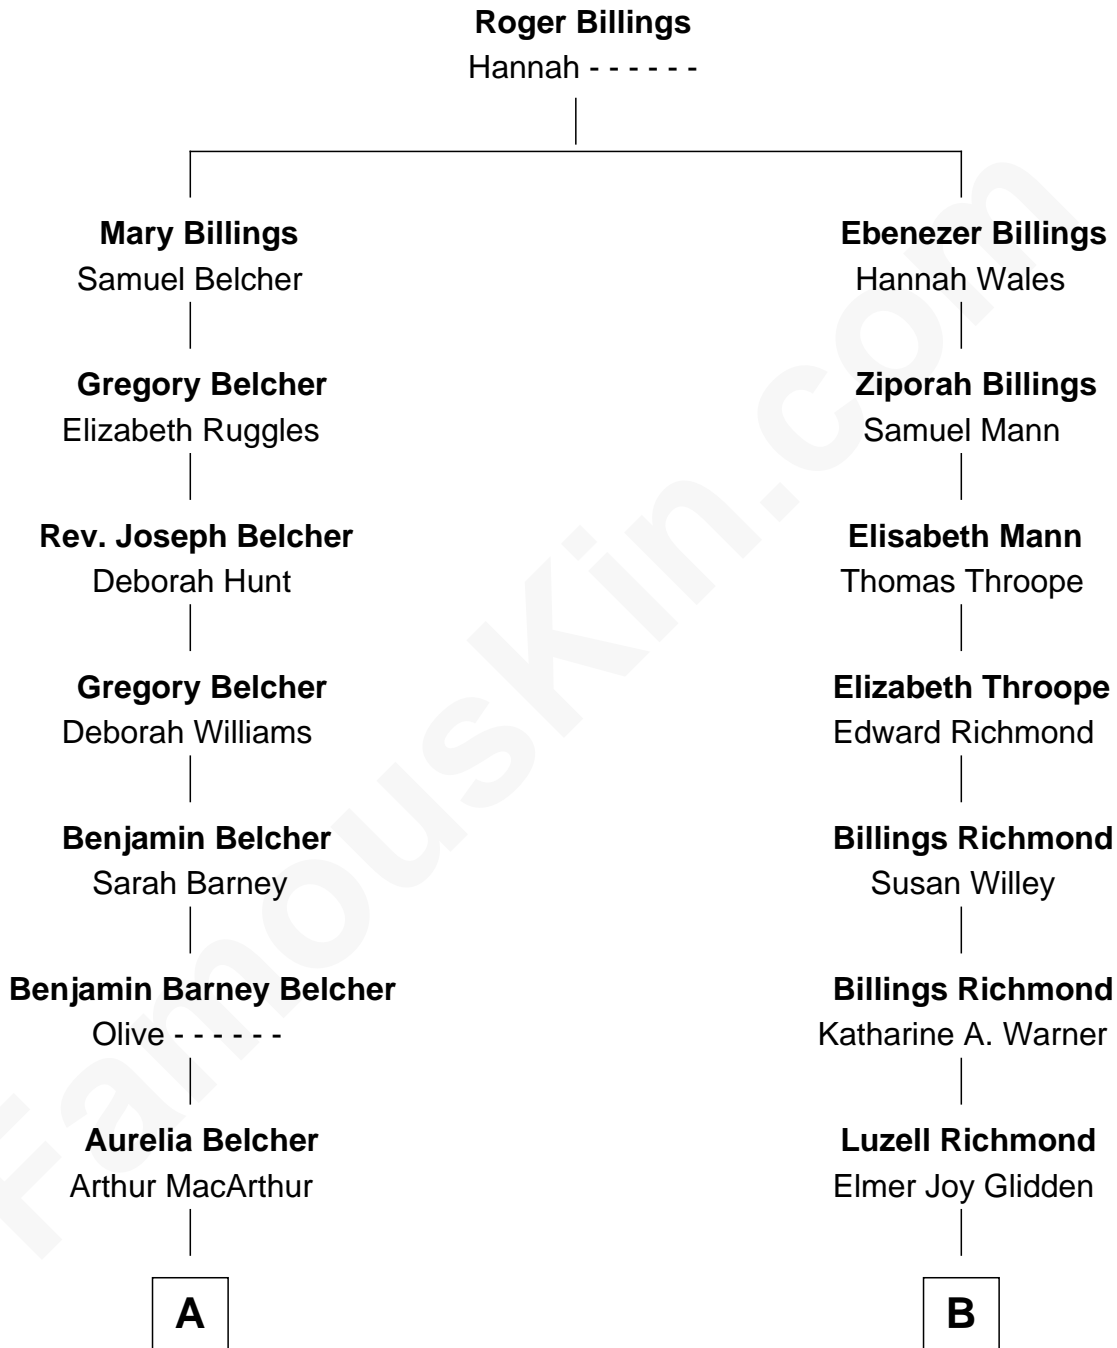 Roger Billings
Hannah - - - - - -
Mary Billings
Samuel Belcher
Gregory Belcher
Elizabeth Ruggles
Rev. Joseph Belcher
Deborah Hunt
Gregory Belcher
Deborah Williams
Benjamin Belcher
Sarah Barney
Benjamin Barney Belcher
Olive - - - - - -
Aurelia Belcher
Arthur MacArthur
A
Ebenezer Billings
Hannah Wales
Ziporah Billings
Samuel Mann
Elisabeth Mann
Thomas Throope
Elizabeth Throope
Edward Richmond
Billings Richmond
Susan Willey
Billings Richmond
Katharine A. Warner
Luzell Richmond
Elmer Joy Glidden
B
FamousKin.com